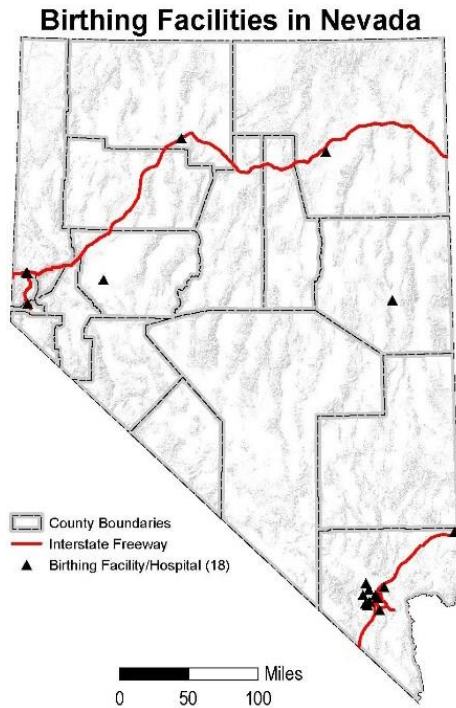 Birthing Facilities in Nevada
County Boundaries
Interstate Freeway
Birthing Facility/Hospital (18)
Miles
0 50 100